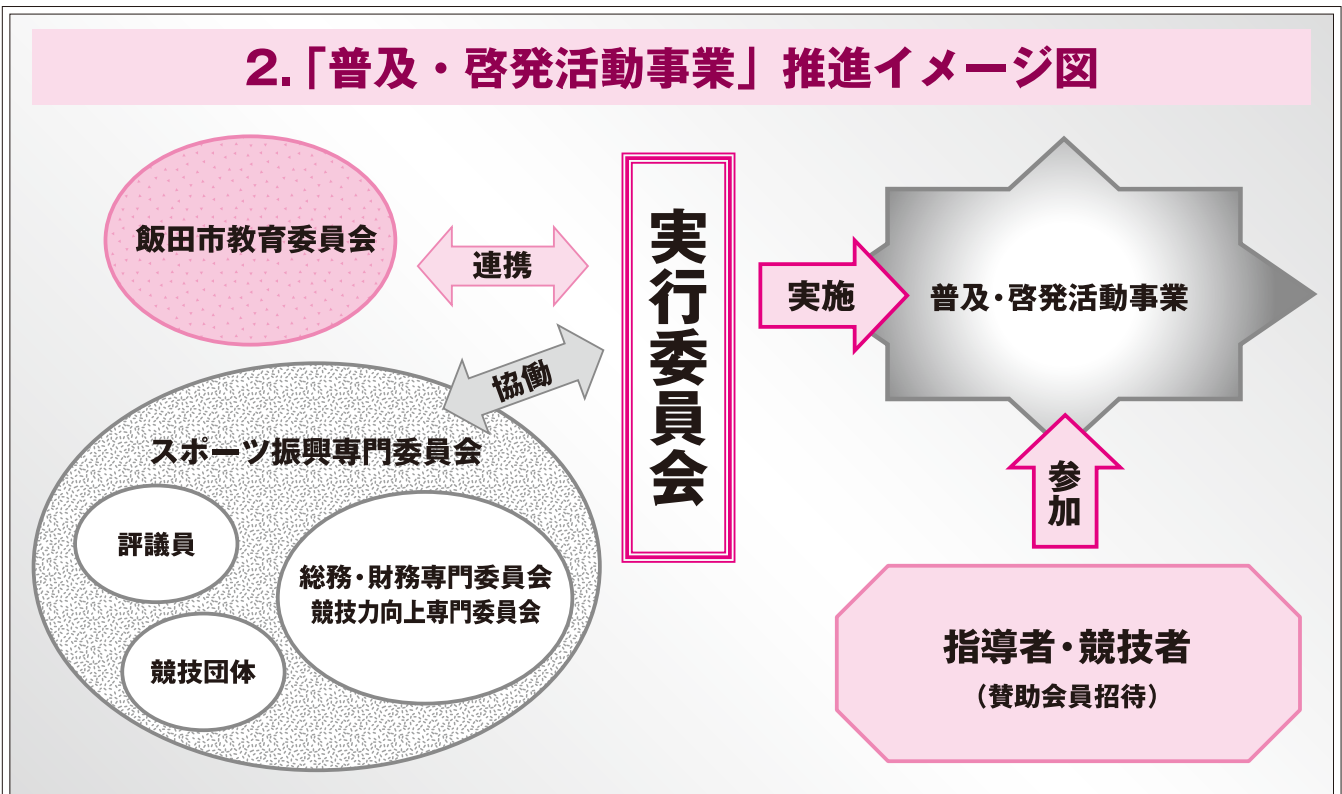 2.「普及・啓発活動事業」推進イメージ図
飯田市教育委員会
連携
協働
スポーツ振興専門委員会
評議員
総務・財務専門委員会
競技力向上専門委員会
競技団体
実行委員会
実施
普及・啓発活動事業
参加
指導者・競技者
（賛助会員招待）